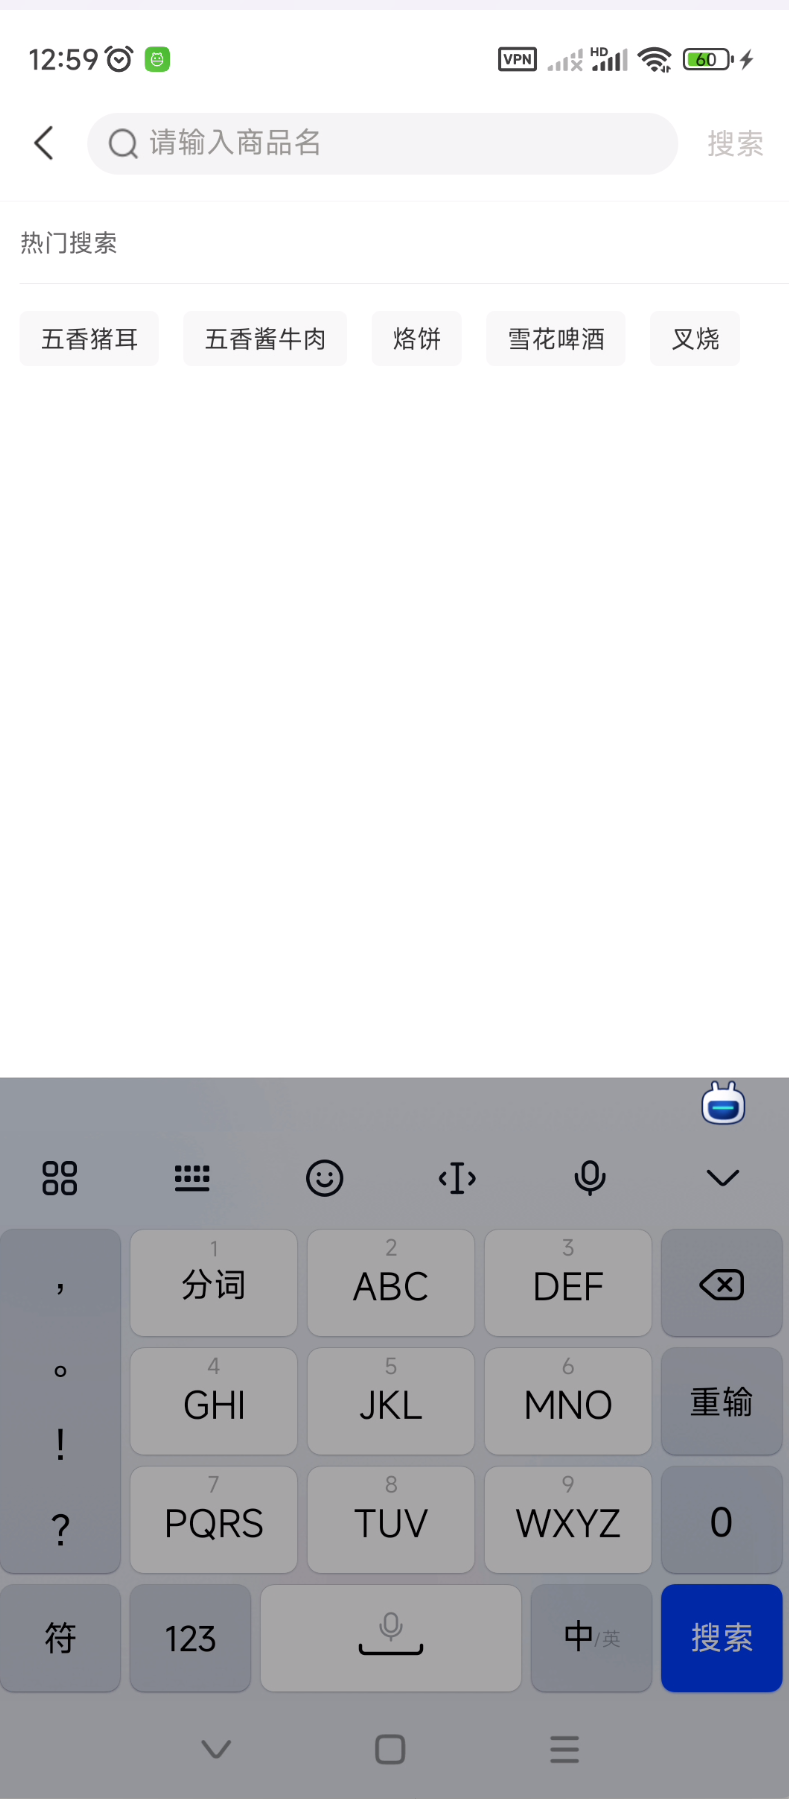 12:59 VPN HD 60
请输入商品名 搜索
热门搜索
五香猪耳 五香酱牛肉 烙饼 雪花啤酒 叉烧
， 1 分词 2 ABC 3 DEF
。 4 GHI 5 JKL 6 MNO 重输
！
？ 7 PQRS 8 TUV 9 WXYZ 0
符 123 中/英 搜索